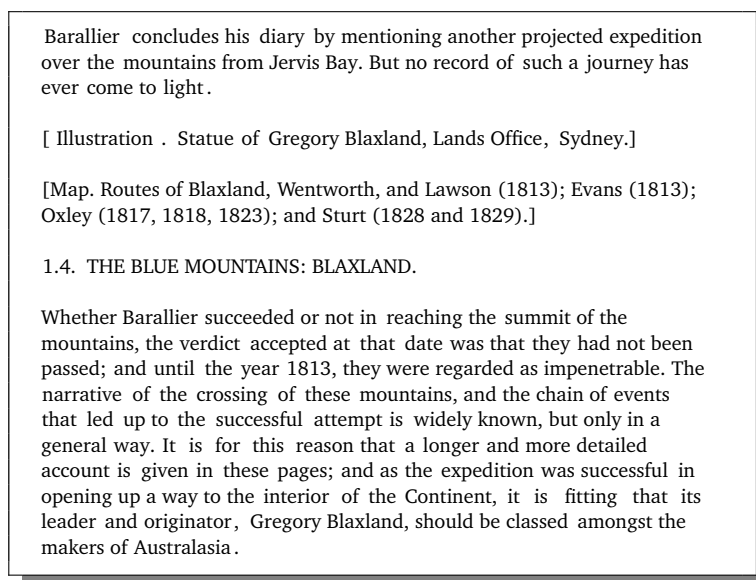 Barallier concludes his diary by mentioning another projected expedition
over the mountains from Jervis Bay. But no record of such a journey has
ever come to light.
[ Illustration . Statue of Gregory Blaxland, Lands Office, Sydney.]
[Map. Routes of Blaxland, Wentworth, and Lawson (1813); Evans (1813);
Oxley (1817, 1818, 1823); and Sturt (1828 and 1829).]
1.4. THE BLUE MOUNTAINS: BLAXLAND.
Whether Barallier succeeded or not in reaching the summit of the
mountains, the verdict accepted at that date was that they had not been
passed; and until the year 1813, they were regarded as impenetrable. The
narrative of the crossing of these mountains, and the chain of events
that led up to the successful attempt is widely known, but only in a
general way. It is for this reason that a longer and more detailed
account is given in these pages; and as the expedition was successful in
opening up a way to the interior of the Continent, it is fitting that its
leader and originator, Gregory Blaxland, should be classed amongst the
makers of Australasia.